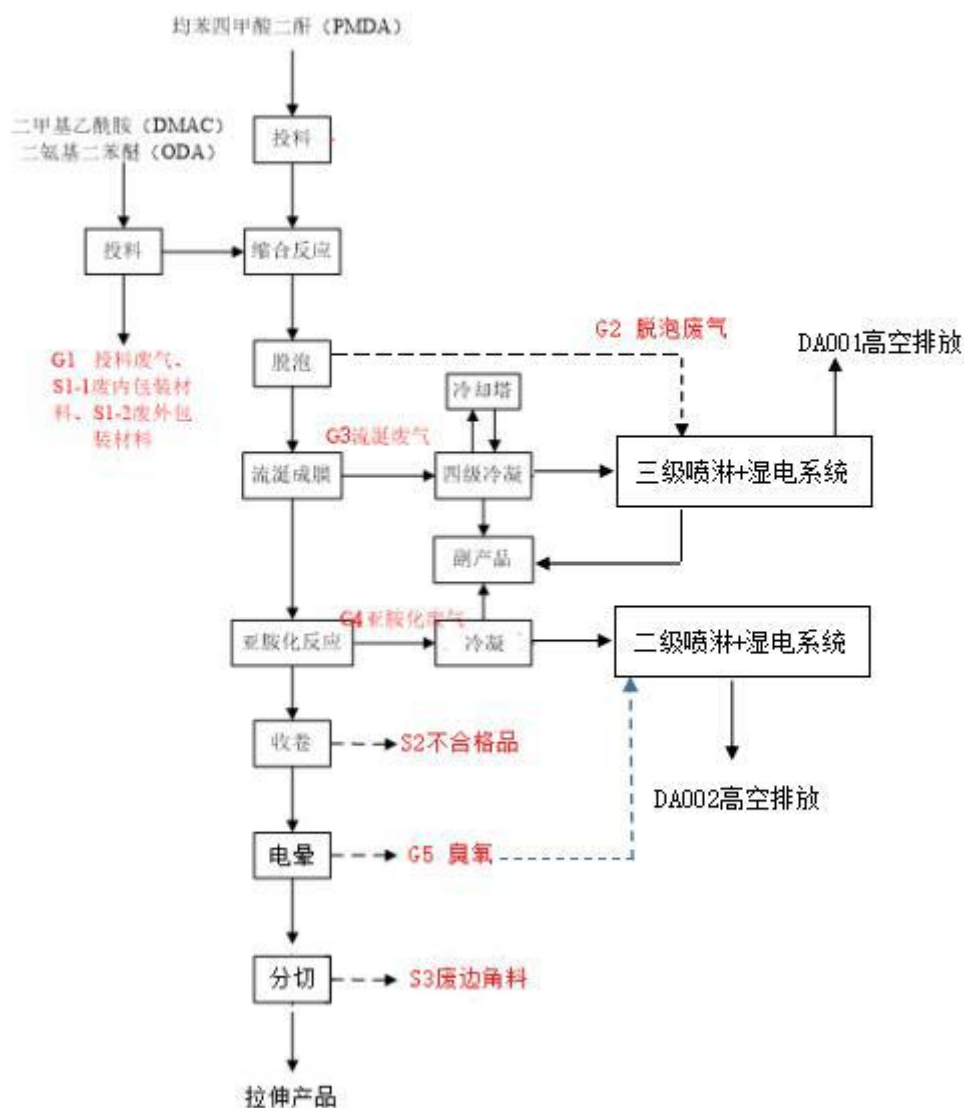 均苯四甲酸二酐（PMDA）
二甲基乙酰胺（DMAC）
二氨基二苯醚（ODA）
投料
投料
缩合反应
G1 投料废气、
S1-1废内包装材
料、S1-2废外包
装材料
脱泡
G2 脱泡废气
DA001高空排放
冷却塔
G3流涎废气
流涎成膜
四级冷凝
三级喷淋+湿电系统
副产品
G4亚胺化废气
亚胺化反应
冷凝
二级喷淋+湿电系统
收卷
S2不合格品
DA002高空排放
电晕
G5 臭氧
分切
S3废边角料
拉伸产品